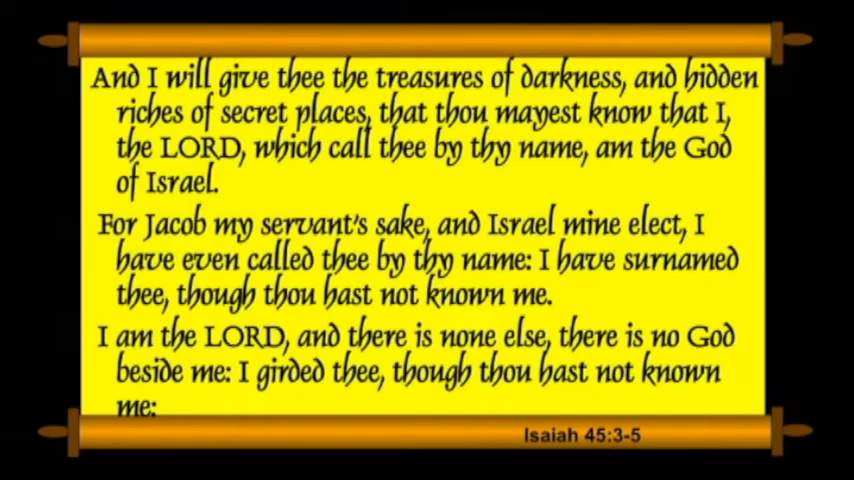 And I will give thee the treasures of darkness, and hidden
riches of secret places, that thou mayest know that I,
the LORD, which call thee by thy name, am the God
of Israel.
For Jacob my servant's sake, and Israel mine elect, I
have even called thee by thy name: I have surnamed
thee, though thou hast not known me.
I am the LORD, and there is none else, there is no God
beside me: I girded thee, though thou hast not known
me:
Isaiah 45:3-5